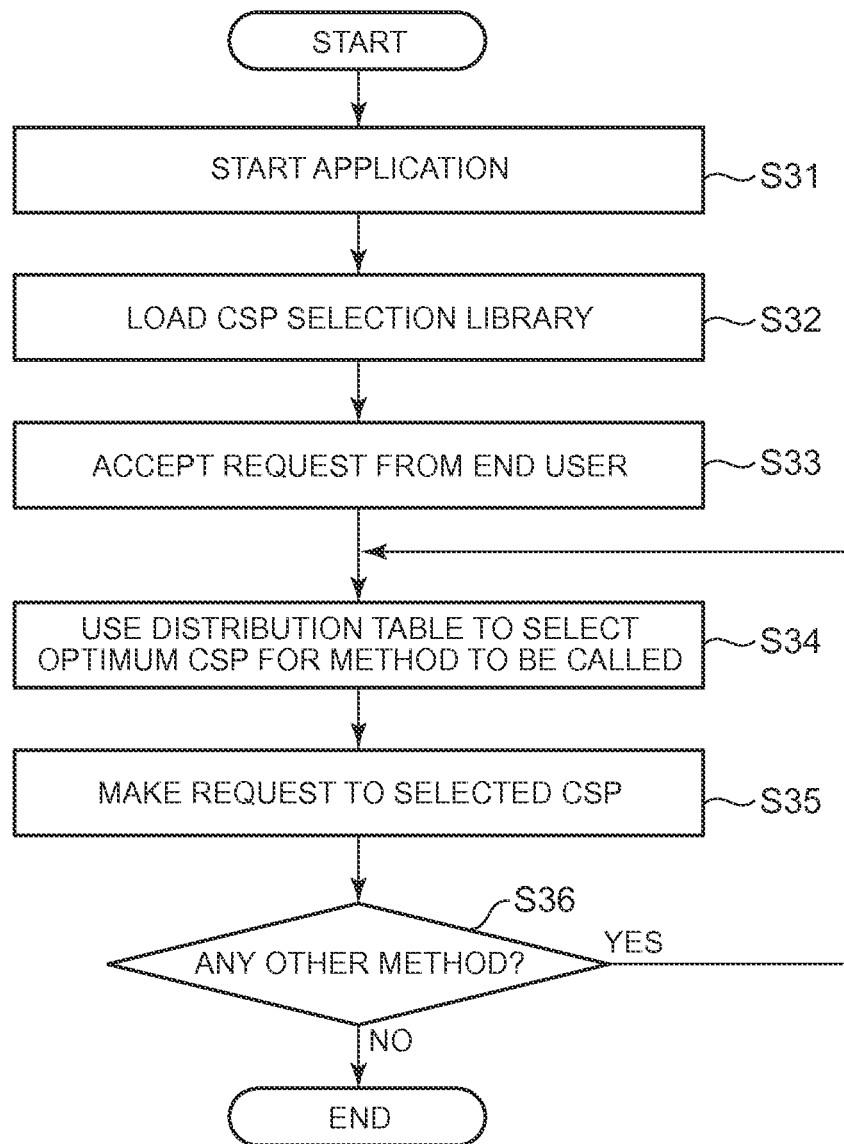 START
START APPLICATION
S31
LOAD CSP SELECTION LIBRARY
S32
ACCEPT REQUEST FROM END USER
S33
USE DISTRIBUTION TABLE TO SELECT
OPTIMUM CSP FOR METHOD TO BE CALLED
S34
MAKE REQUEST TO SELECTED CSP
S35
S36
ANY OTHER METHOD?
YES
NO
END